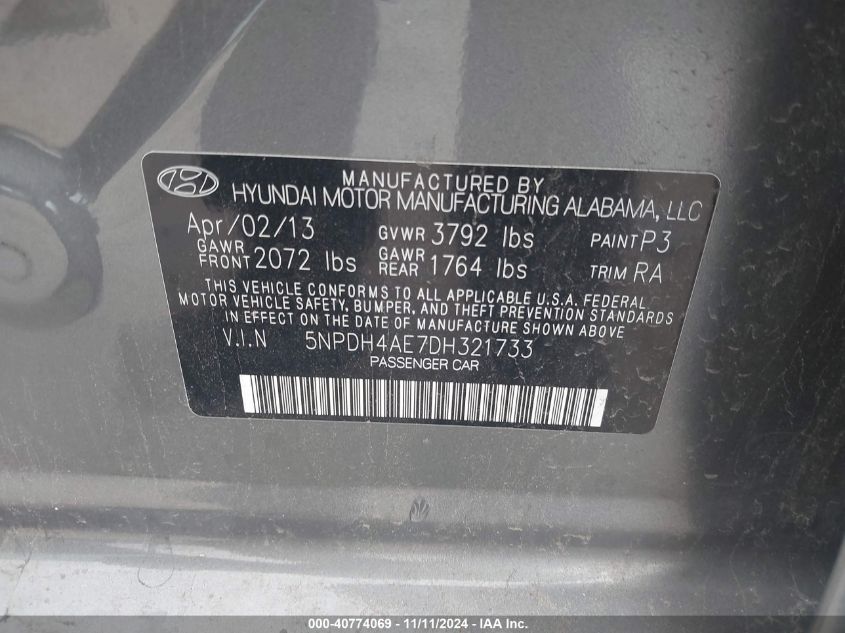 MANUFACTURED BY
HYUNDAI MOTOR MANUFACTURING ALABAMA, LLC
Apr/02/13 GVWR 3792 lbs PAINT P3
GAWR FRONT 2072 lbs GAWR REAR 1764 lbs TRIM RA
THIS VEHICLE CONFORMS TO ALL APPLICABLE U.S.A. FEDERAL
MOTOR VEHICLE SAFETY, BUMPER, AND THEFT PREVENTION STANDARDS
IN EFFECT ON THE DATE OF MANUFACTURE SHOWN ABOVE
V.I.N 5NPDH4AE7DH321733
PASSENGER CAR
000-40774069 - 11/11/2024 - IAA Inc.